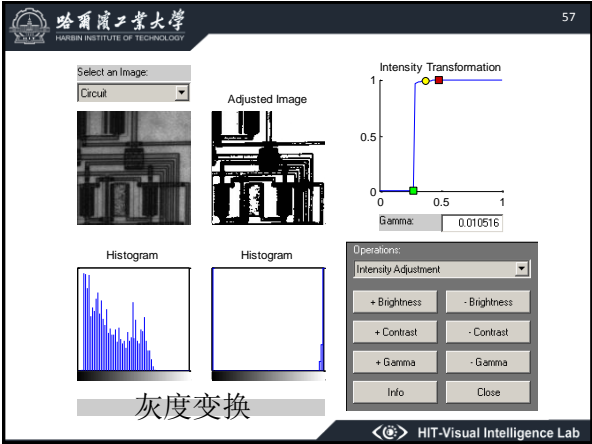 哈爾濱工業大學
HARBIN INSTITUTE OF TECHNOLOGY
57
Select an Image:
Circuit
Adjusted Image
Intensity Transformation
1
0.5
0
0
0.5
1
Gamma:
0.010516
Histogram
Histogram
Operations:
Intensity Adjustment
+ Brightness
- Brightness
+ Contrast
- Contrast
+ Gamma
- Gamma
Info
Close
灰度变换
HIT-Visual Intelligence Lab